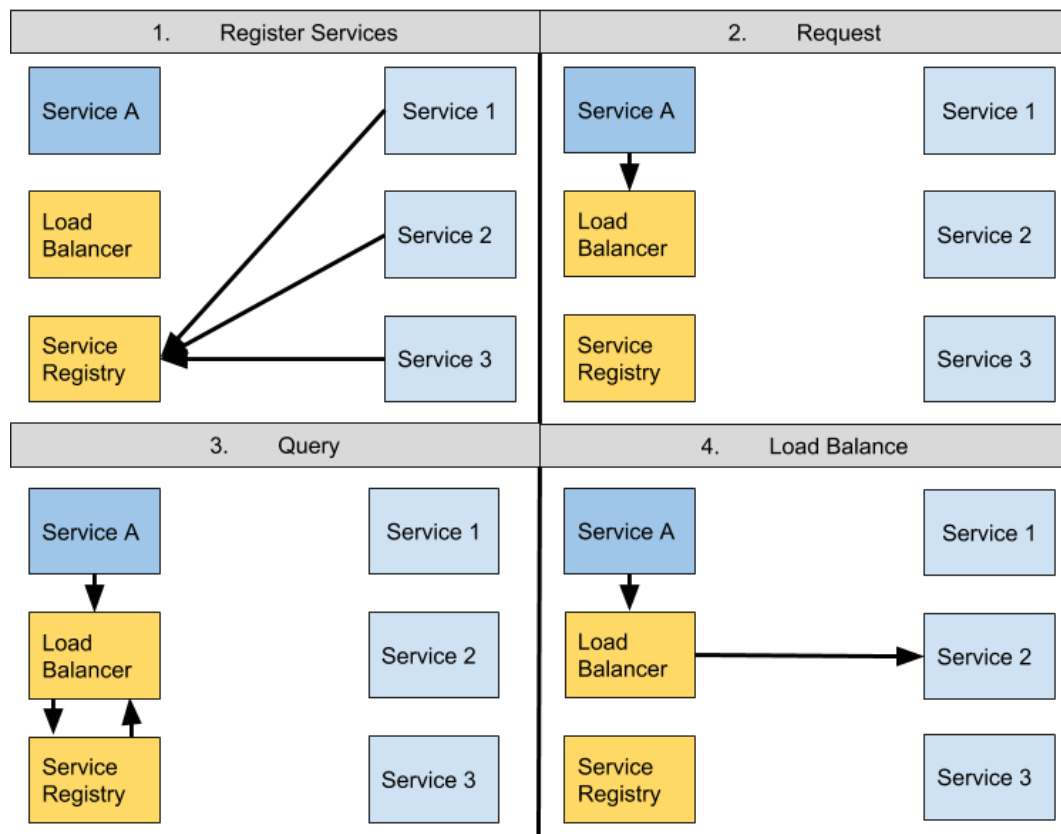 1. Register Services
Service A
Service 1
Load
Balancer
Service 2
Service
Registry
Service 3
2. Request
Service A
Service 1
Load
Balancer
Service 2
Service
Registry
Service 3
3. Query
Service A
Service 1
Load
Balancer
Service 2
Service
Registry
Service 3
4. Load Balance
Service A
Service 1
Load
Balancer
Service 2
Service
Registry
Service 3